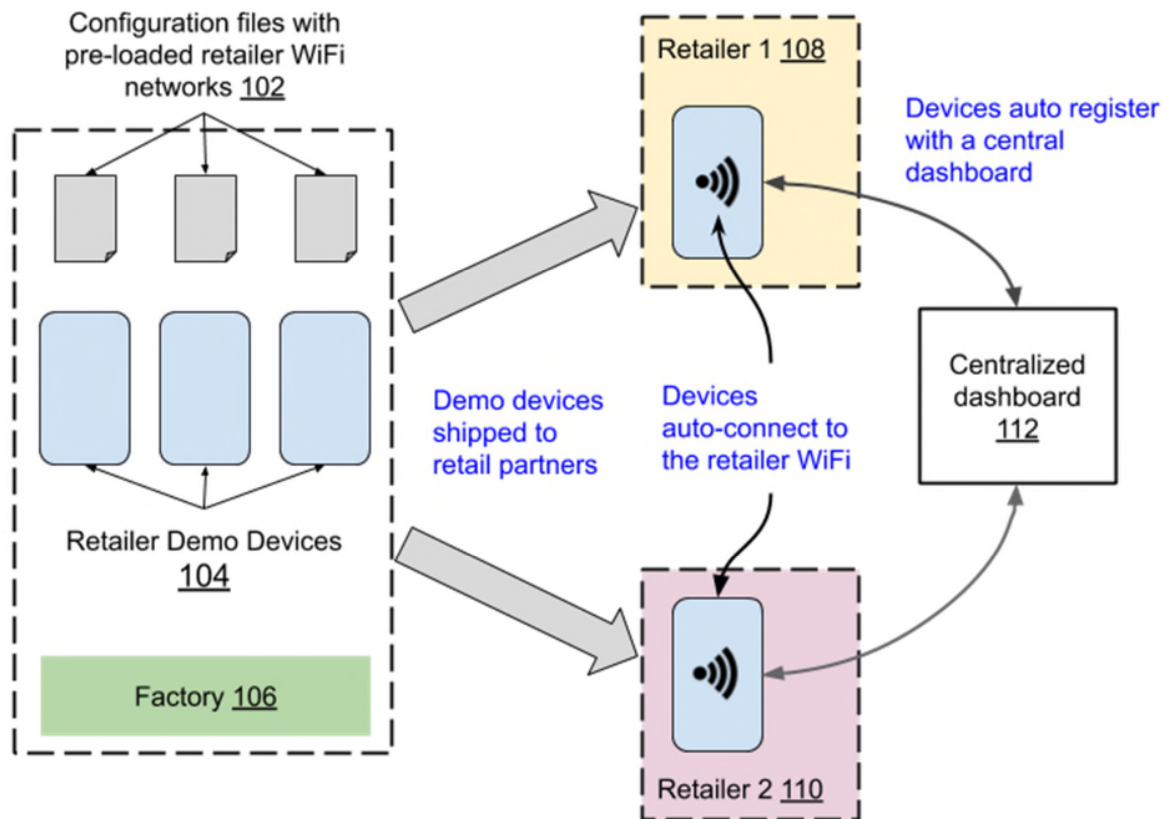 Configuration files with
pre-loaded retailer WiFi
networks 102
Retailer Demo Devices
104
Factory 106
Demo devices
shipped to
retail partners
Retailer 1 108
Devices
auto-connect to
the retailer WiFi
Retailer 2 110
Devices auto register
with a central
dashboard
Centralized
dashboard
112